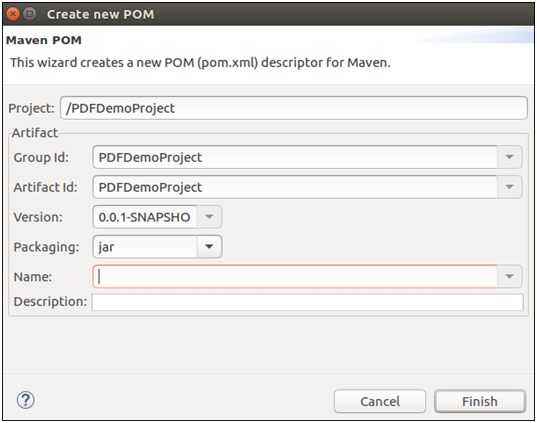 Create new POM
Maven POM
This wizard creates a new POM (pom.xml) descriptor for Maven.
Project: /PDFDemoProject
Artifact
Group Id: PDFDemoProject
Artifact Id: PDFDemoProject
Version: 0.0.1-SNAPSHO
Packaging: jar
Name:
Description:
? Cancel Finish